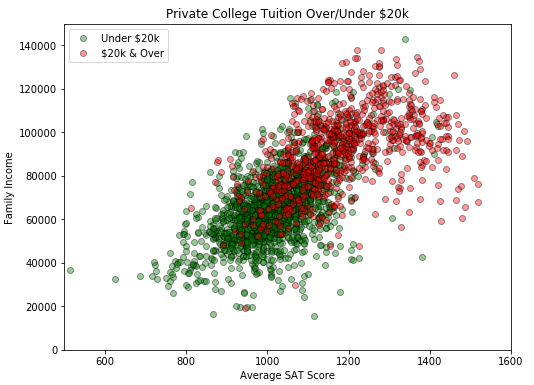 Private College Tuition Over/Under $20k
Under $20k
$20k & Over
140000
120000
100000
80000
60000
40000
20000
0
Family Income
600
800
1000
1200
1400
1600
Average SAT Score